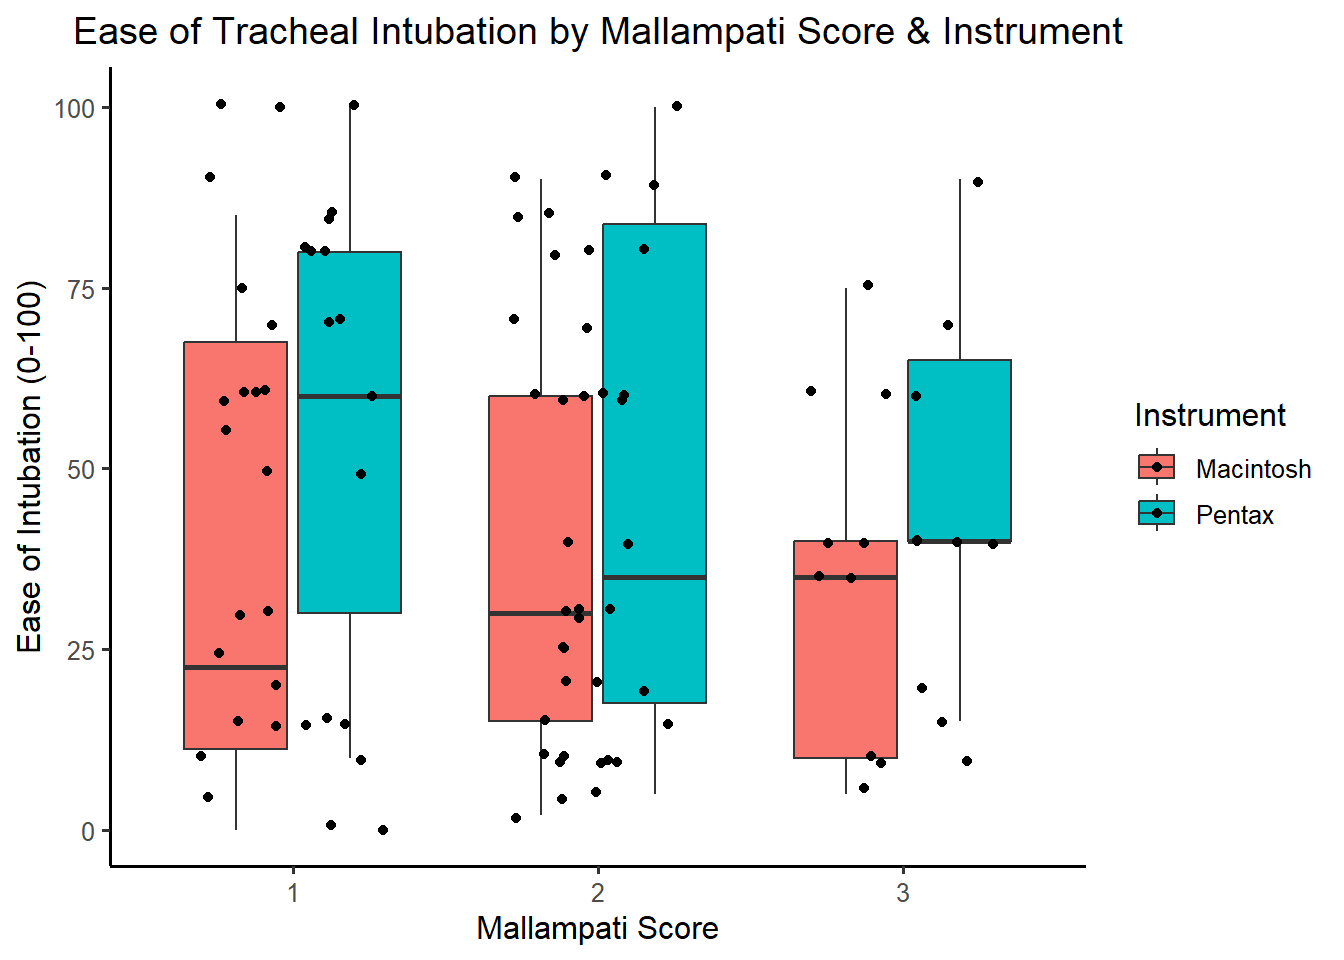 Ease of Tracheal Intubation by Mallampati Score & Instrument
Ease of Intubation (0-100)
100
75
50
25
0
1
2
3
Mallampati Score
Instrument
Macintosh
Pentax